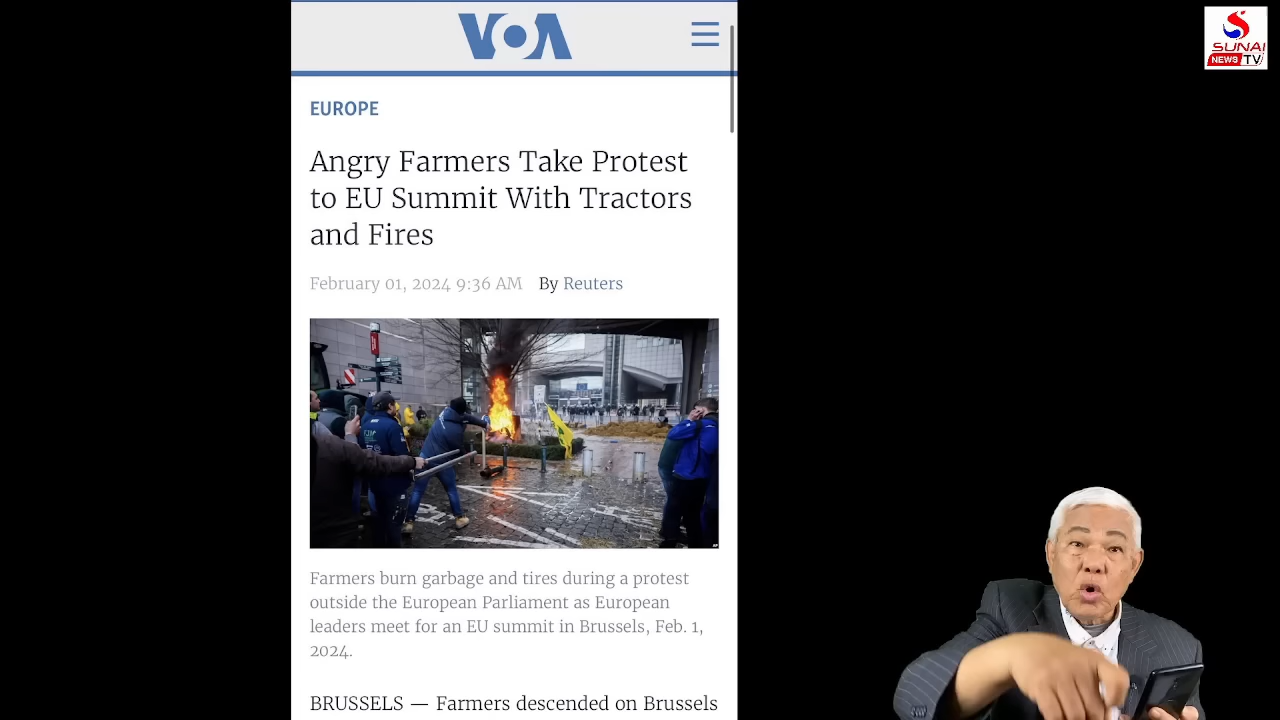 VOA
SUNAI
NEWS TV
EUROPE
Angry Farmers Take Protest
to EU Summit With Tractors
and Fires
February 01, 2024 9:36 AM By Reuters
Farmers burn garbage and tires during a protest
outside the European Parliament as European
leaders meet for an EU summit in Brussels, Feb. 1,
2024.
BRUSSELS — Farmers descended on Brussels